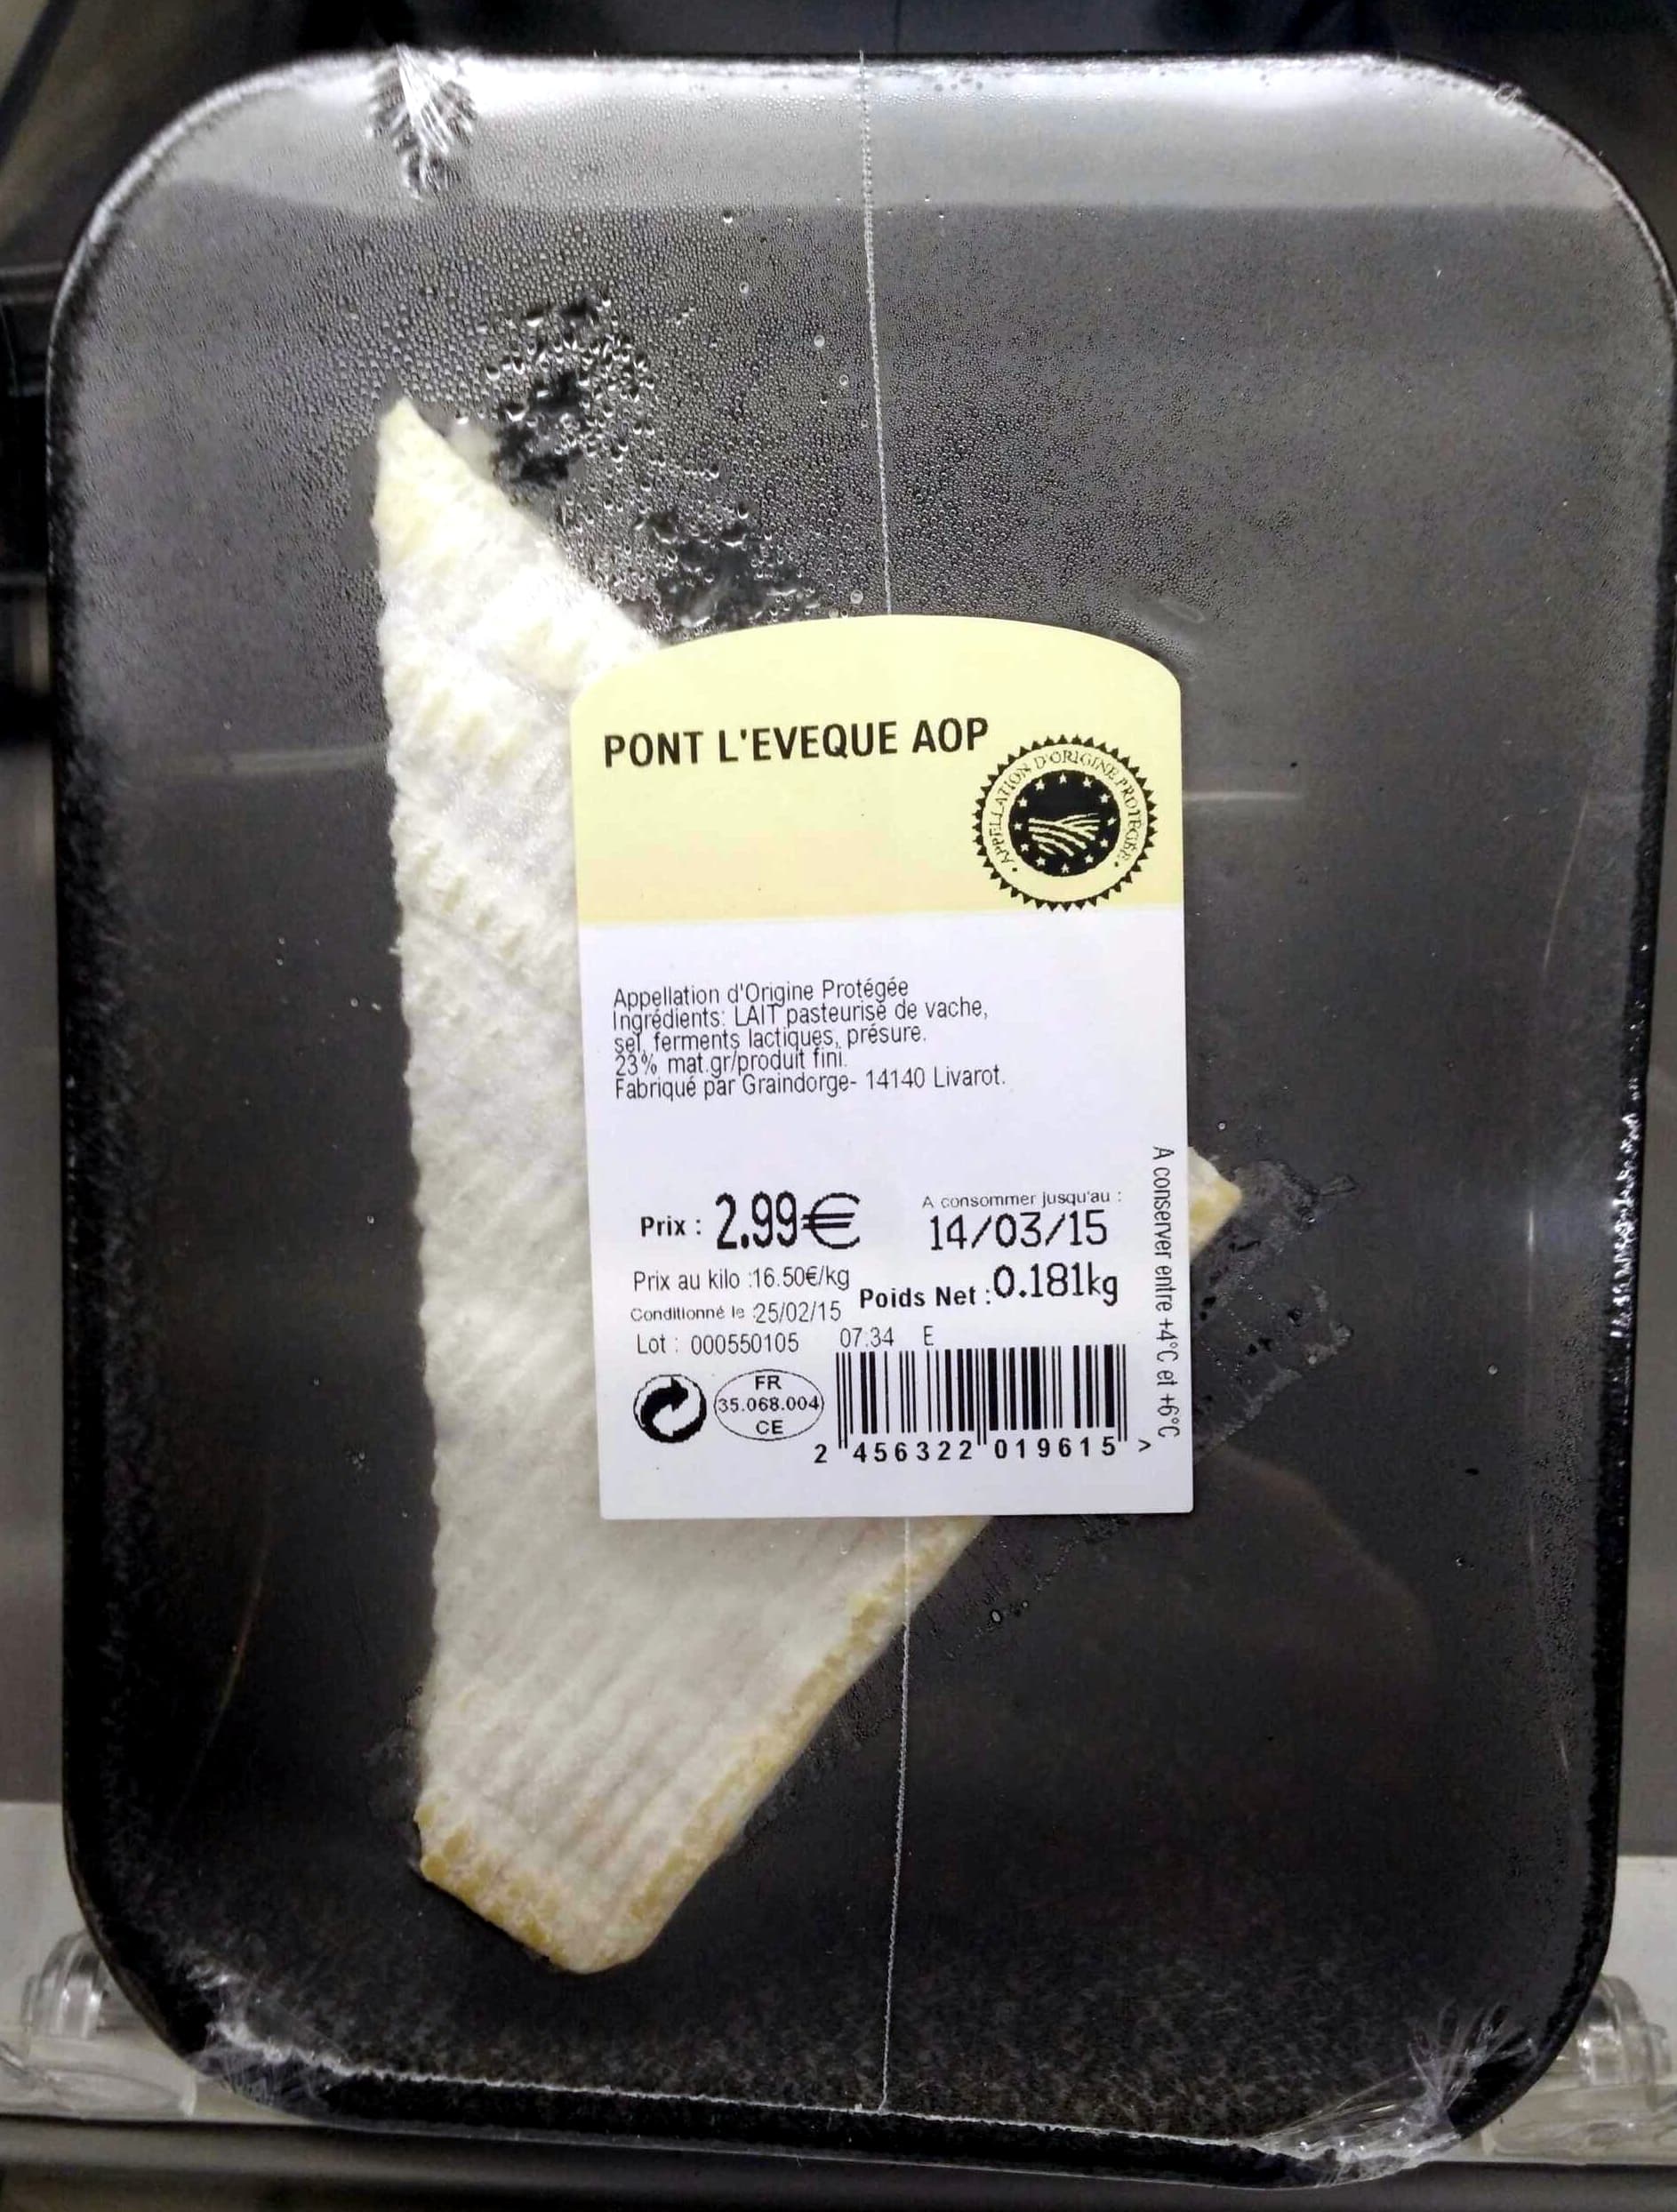 PONT L'EVEQUE AOP
APPELLATION D'ORIGINE PROTÉGÉE
Appellation d'Origine Protégée
Ingrédients: LAIT pasteurisé de vache,
sel, ferments lactiques, présure.
23% mat.gr/produit fini.
Fabriqué par Graindorge- 14140 Livarot.
Prix : 2.99€
A consommer jusqu'au :
14/03/15
Prix au kilo :16.50€/kg
Poids Net :0.181kg
Conditionné le :25/02/15
Lot : 000550105 07.34 E
FR
35.068.004
CE
2 456322 019615 >
A conserver entre +4°C et +6°C